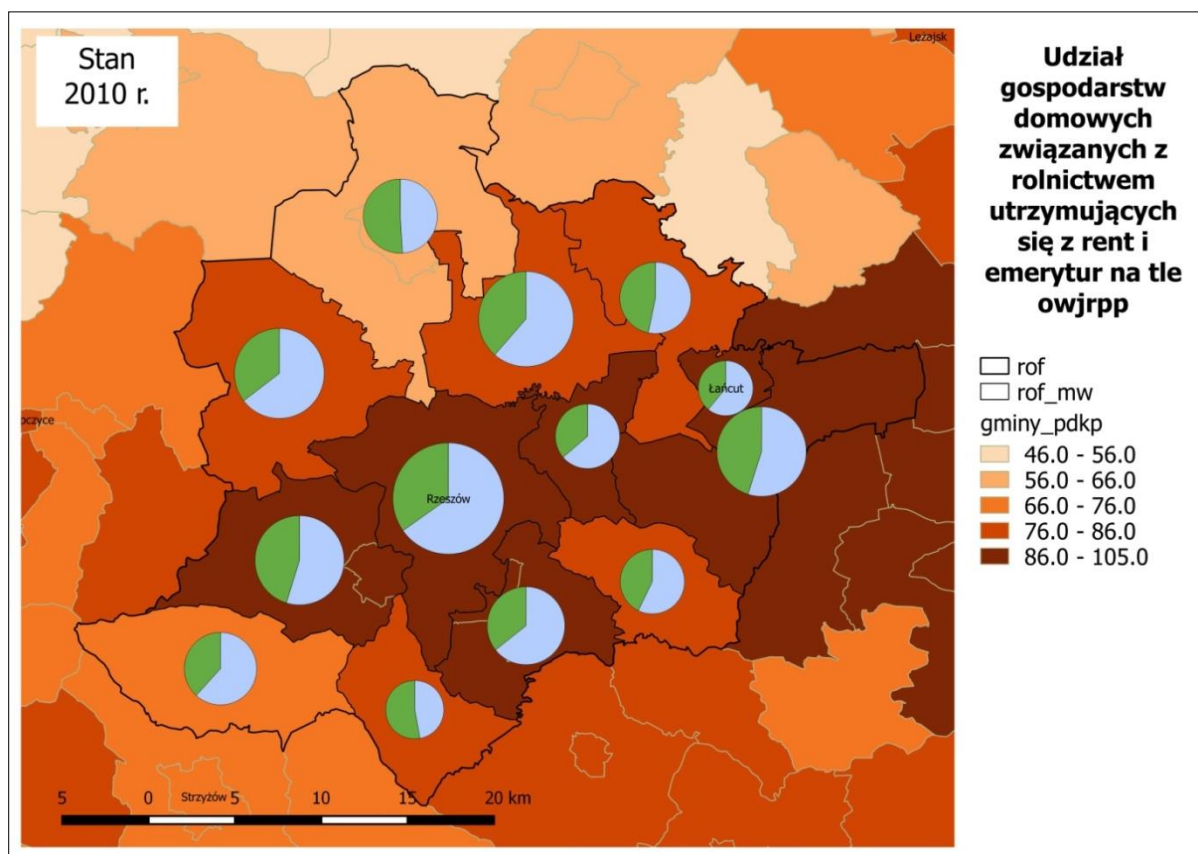 Stan
2010 r.
Leżajsk
oczyce
Łańcut
Rzeszów
Strzyżów
5 0 5 10 15 20 km
Udział
gospodarstw
domowych
związanych z
rolnictwem
utrzymujących
się z rent i
emerytur na tle
owjrpp
rof
rof_mw
gminy_pdkp
46.0 - 56.0
56.0 - 66.0
66.0 - 76.0
76.0 - 86.0
86.0 - 105.0